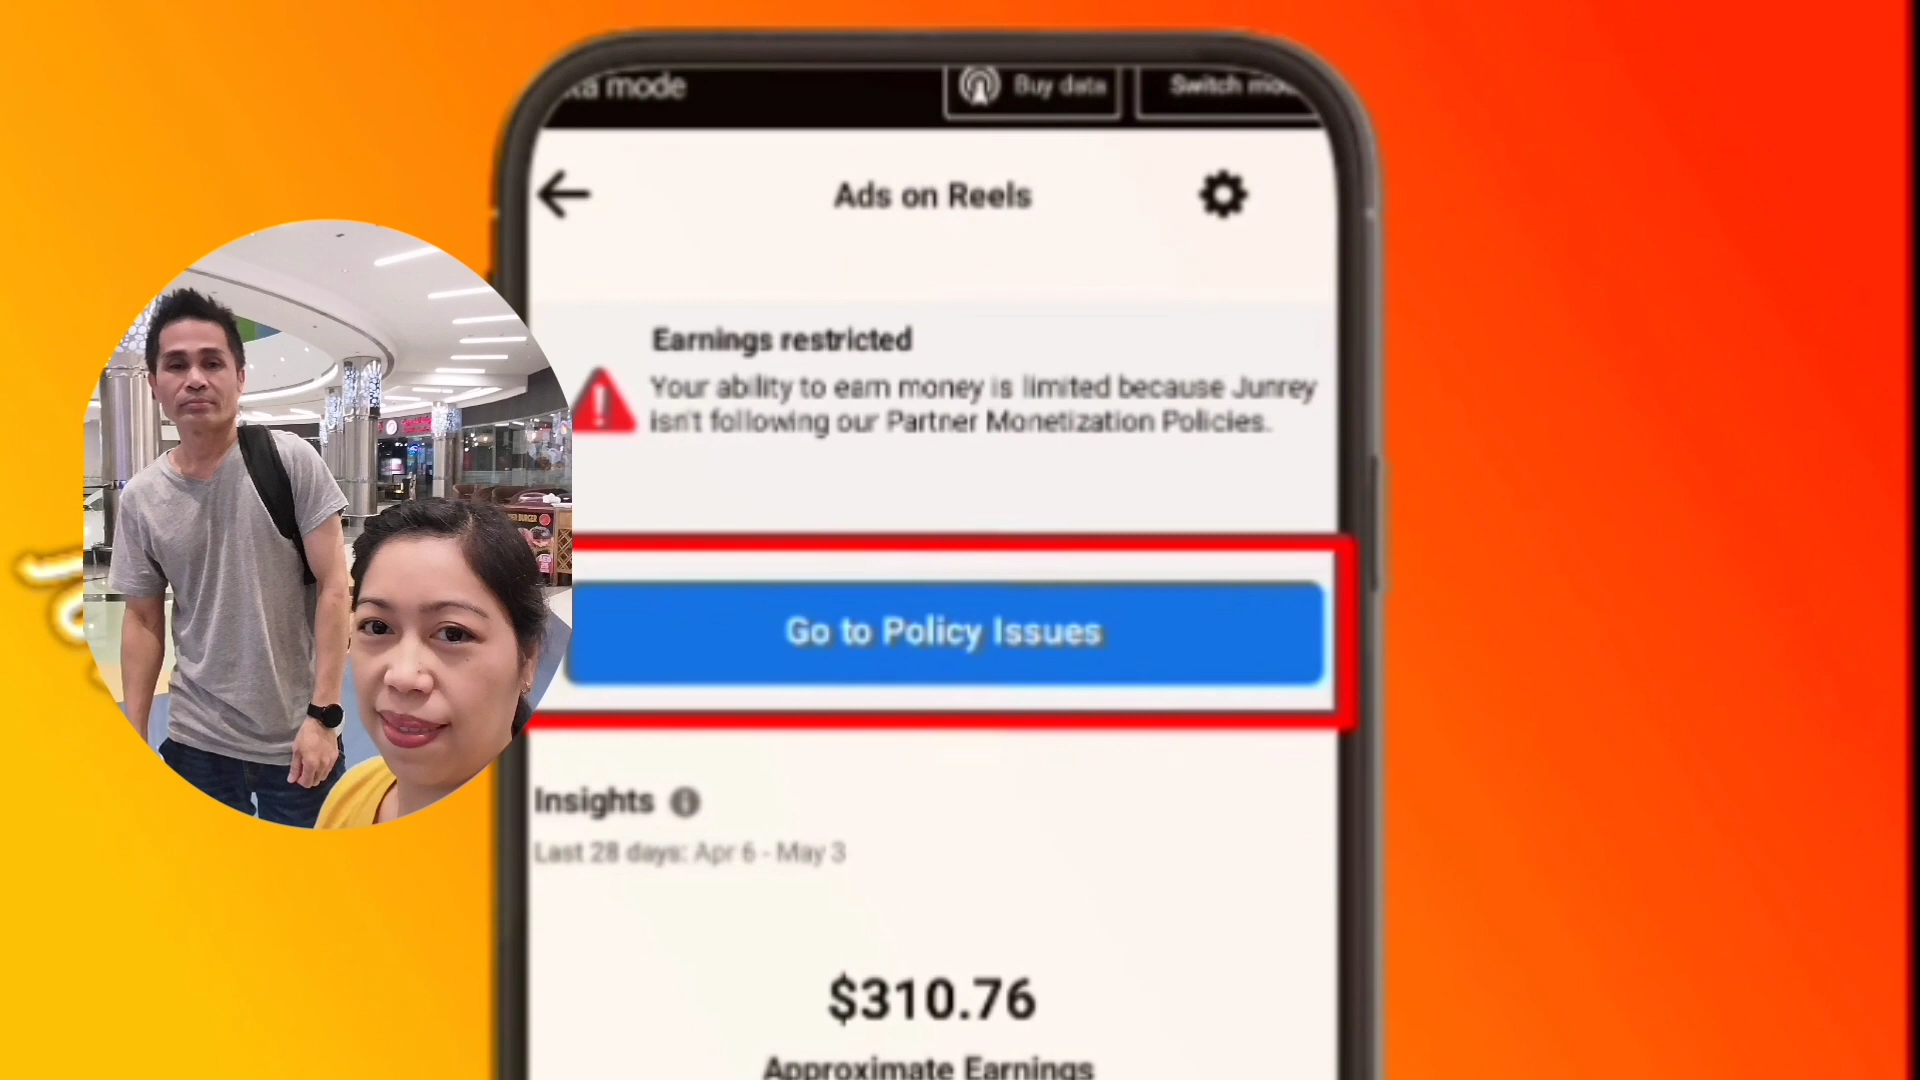 ta mode
Buy data
Switch mo
Ads on Reels
Earnings restricted
Your ability to earn money is limited because Junrey
isn't following our Partner Monetization Policies.
Go to Policy Issues
Insights
Last 28 days: Apr 6 - May 3
$310.76
Approximate Earnings